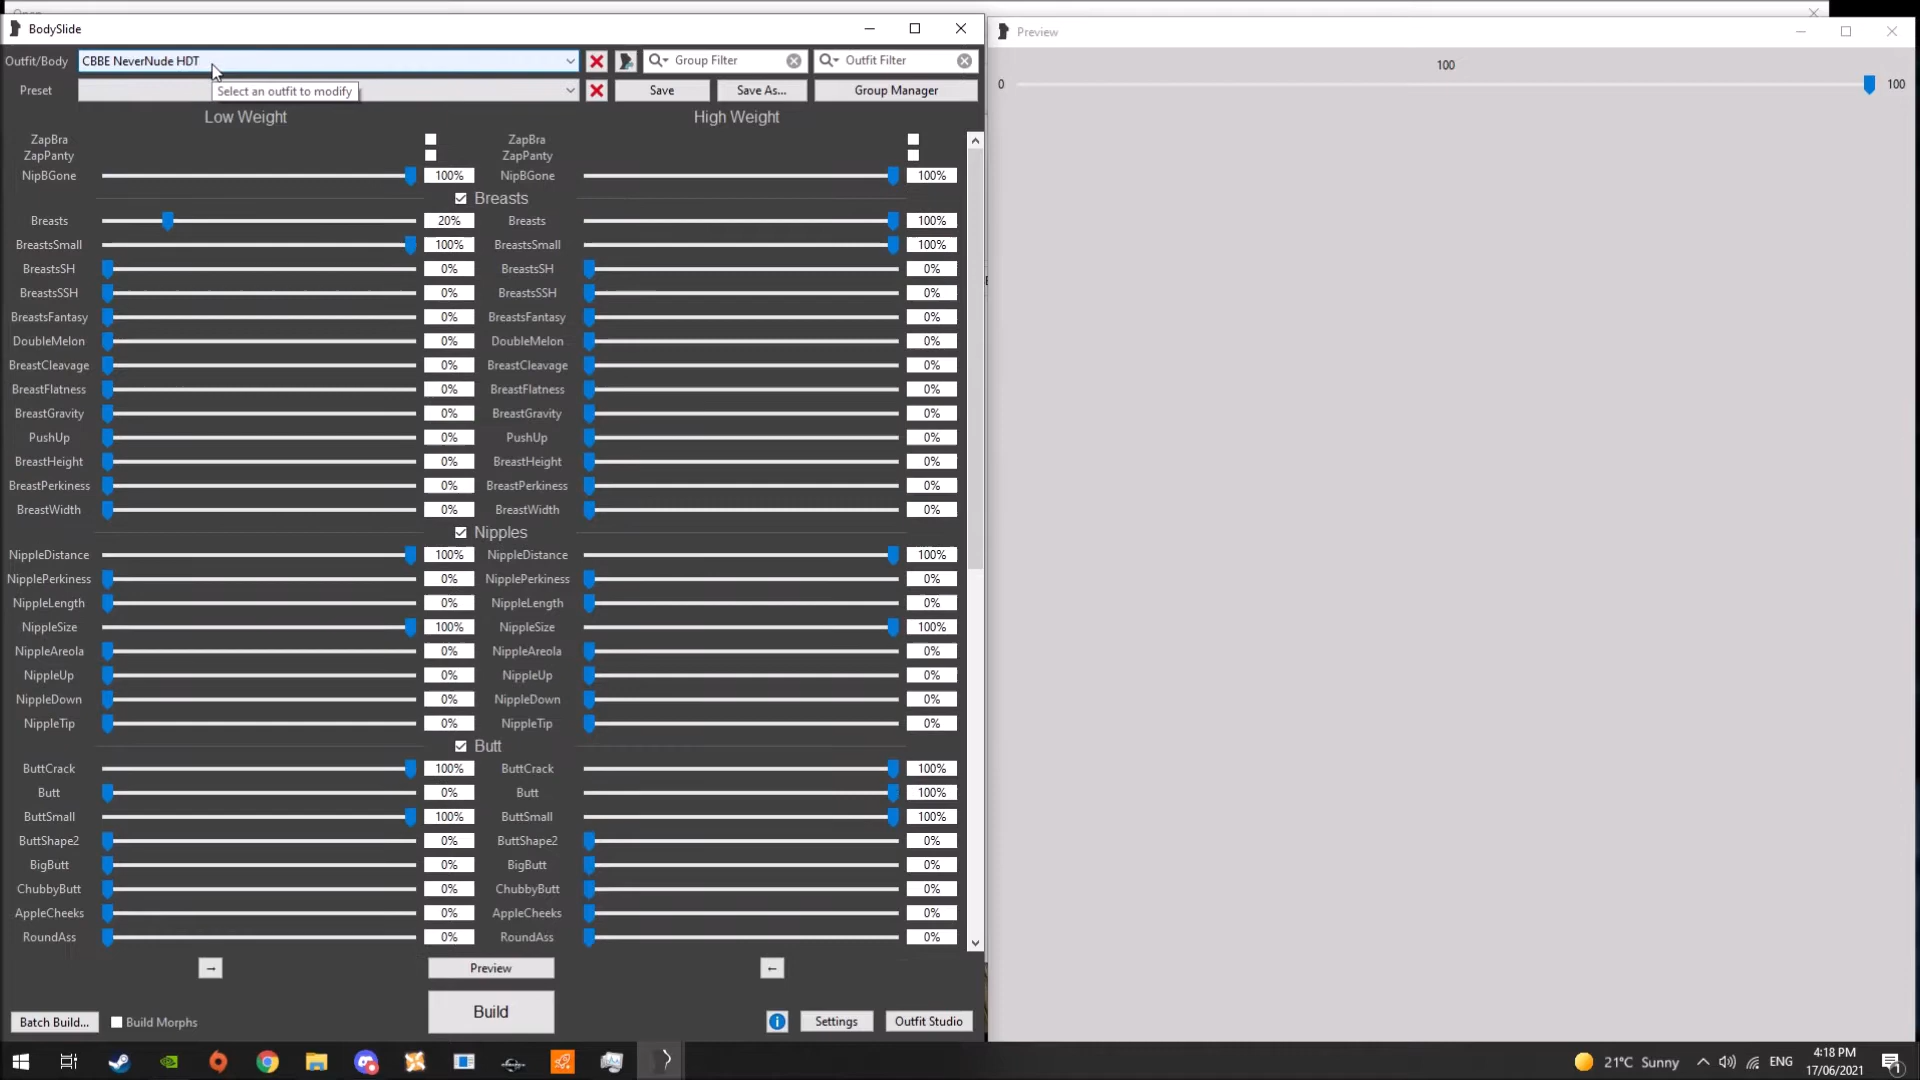 BodySlide
Preview
Outfit/Body CBBE NeverNude HDT Group Filter Outfit Filter
100
Select an outfit to modify
Preset Save Save As... Group Manager
0 100
Low Weight High Weight
ZapBra ZapBra
ZapPanty ZapPanty
NipBGone 100% NipBGone 100%
Breasts
Breasts 20% Breasts 100%
BreastsSmall 100% BreastsSmall 100%
BreastsSH 0% BreastsSH 0%
BreastsSSH 0% BreastsSSH 0%
BreastsFantasy 0% BreastsFantasy 0%
DoubleMelon 0% DoubleMelon 0%
BreastCleavage 0% BreastCleavage 0%
BreastFlatness 0% BreastFlatness 0%
BreastGravity 0% BreastGravity 0%
PushUp 0% PushUp 0%
BreastHeight 0% BreastHeight 0%
BreastPerkiness 0% BreastPerkiness 0%
BreastWidth 0% BreastWidth 0%
Nipples
NippleDistance 100% NippleDistance 100%
NipplePerkiness 0% NipplePerkiness 0%
NippleLength 0% NippleLength 0%
NippleSize 100% NippleSize 100%
NippleAreola 0% NippleAreola 0%
NippleUp 0% NippleUp 0%
NippleDown 0% NippleDown 0%
NippleTip 0% NippleTip 0%
Butt
ButtCrack 100% ButtCrack 100%
Butt 0% Butt 100%
ButtSmall 100% ButtSmall 100%
ButtShape2 0% ButtShape2 0%
BigButt 0% BigButt 0%
ChubbyButt 0% ChubbyButt 0%
AppleCheeks 0% AppleCheeks 0%
RoundAss 0% RoundAss 0%
→ Preview ←
Build
Batch Build... Build Morphs Settings Outfit Studio
21°C Sunny ENG 4:18 PM
17/06/2021
1